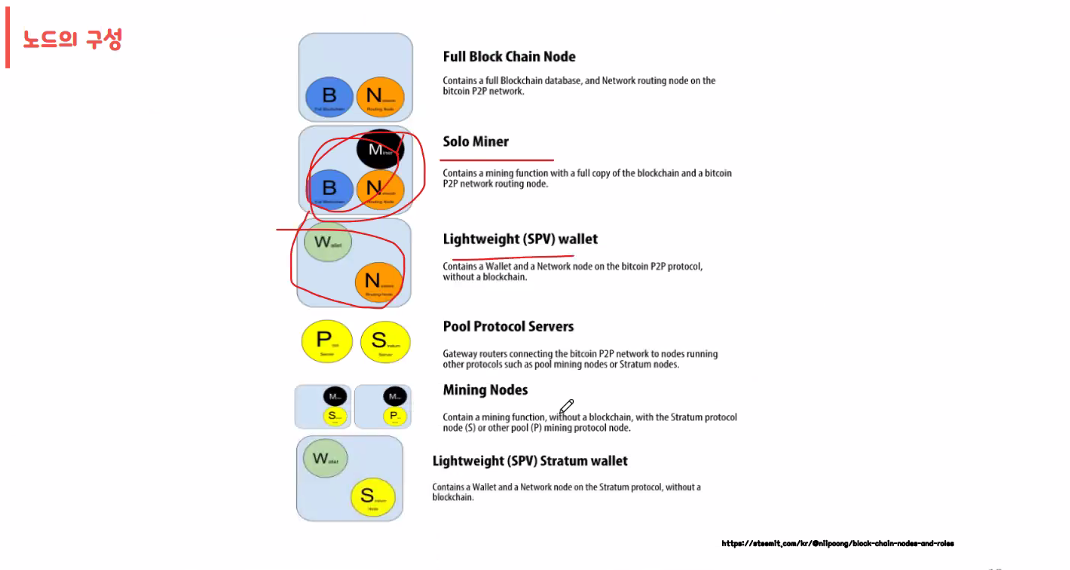 노드의 구성
Full Block Chain Node
Contains a full Blockchain database, and Network routing node on the
bitcoin P2P network.
B
N
Solo Miner
Contains a mining function with a full copy of the blockchain and a bitcoin
P2P network routing node.
Miner
B
N
Lightweight (SPV) wallet
Contains a Wallet and a Network node on the bitcoin P2P protocol,
without a blockchain.
Wallet
N
Pool Protocol Servers
Gateway routers connecting the bitcoin P2P network to nodes running
other protocols such as pool mining nodes or Stratum nodes.
P
Server
S
Server
Mining Nodes
Contain a mining function, without a blockchain, with the Stratum protocol
node (S) or other pool (P) mining protocol node.
M
M
S
P
Lightweight (SPV) Stratum wallet
Contains a Wallet and a Network node on the Stratum protocol, without a
blockchain.
Wallet
S
https://steemit.com/kr/@nilpoong/block-chain-nodes-and-roles